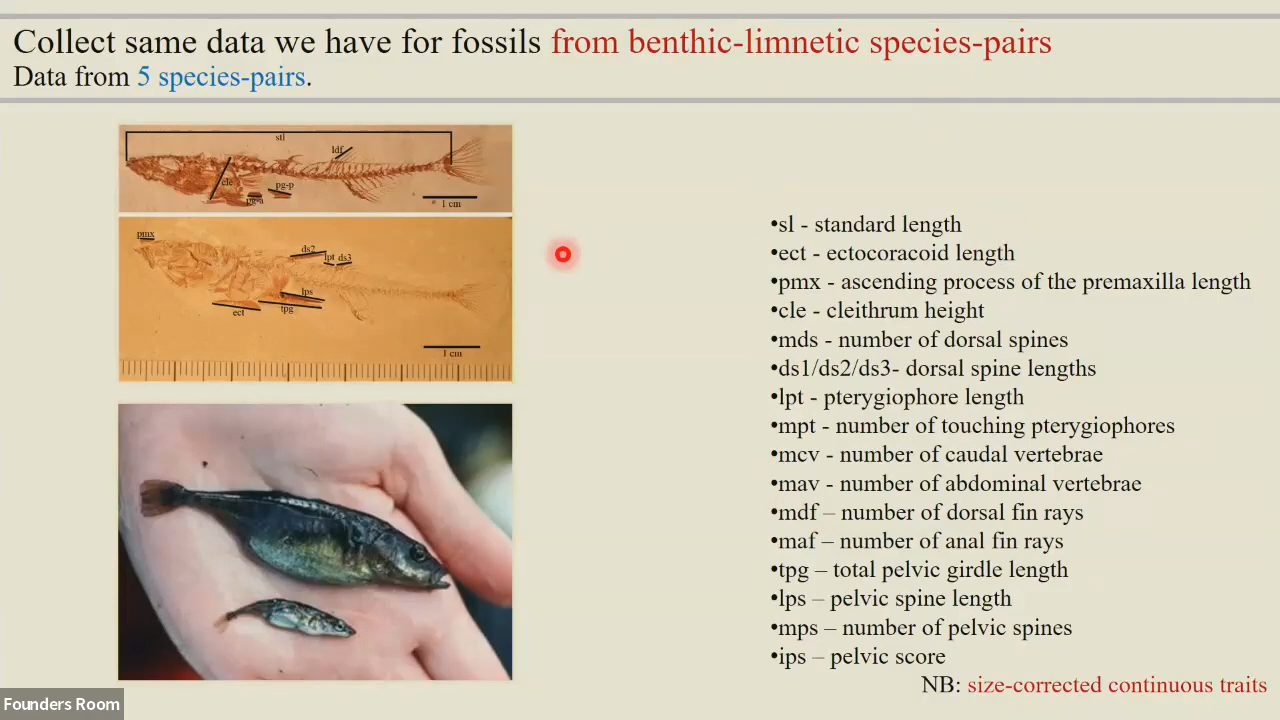 Collect same data we have for fossils from benthic-limnetic species-pairs
Data from 5 species-pairs.
stl
ldf
cle
pg-p
pg-a
1 cm
pmx
ds2
lpt
ds3
lps
ect
tpg
1 cm
•sl - standard length
•ect - ectocoracoid length
•pmx - ascending process of the premaxilla length
•cle - cleithrum height
•mds - number of dorsal spines
•ds1/ds2/ds3- dorsal spine lengths
•lpt - pterygiophore length
•mpt - number of touching pterygiophores
•mcv - number of caudal vertebrae
•mav - number of abdominal vertebrae
•mdf – number of dorsal fin rays
•maf – number of anal fin rays
•tpg – total pelvic girdle length
•lps – pelvic spine length
•mps – number of pelvic spines
•ips – pelvic score
NB: size-corrected continuous traits
Founders Room